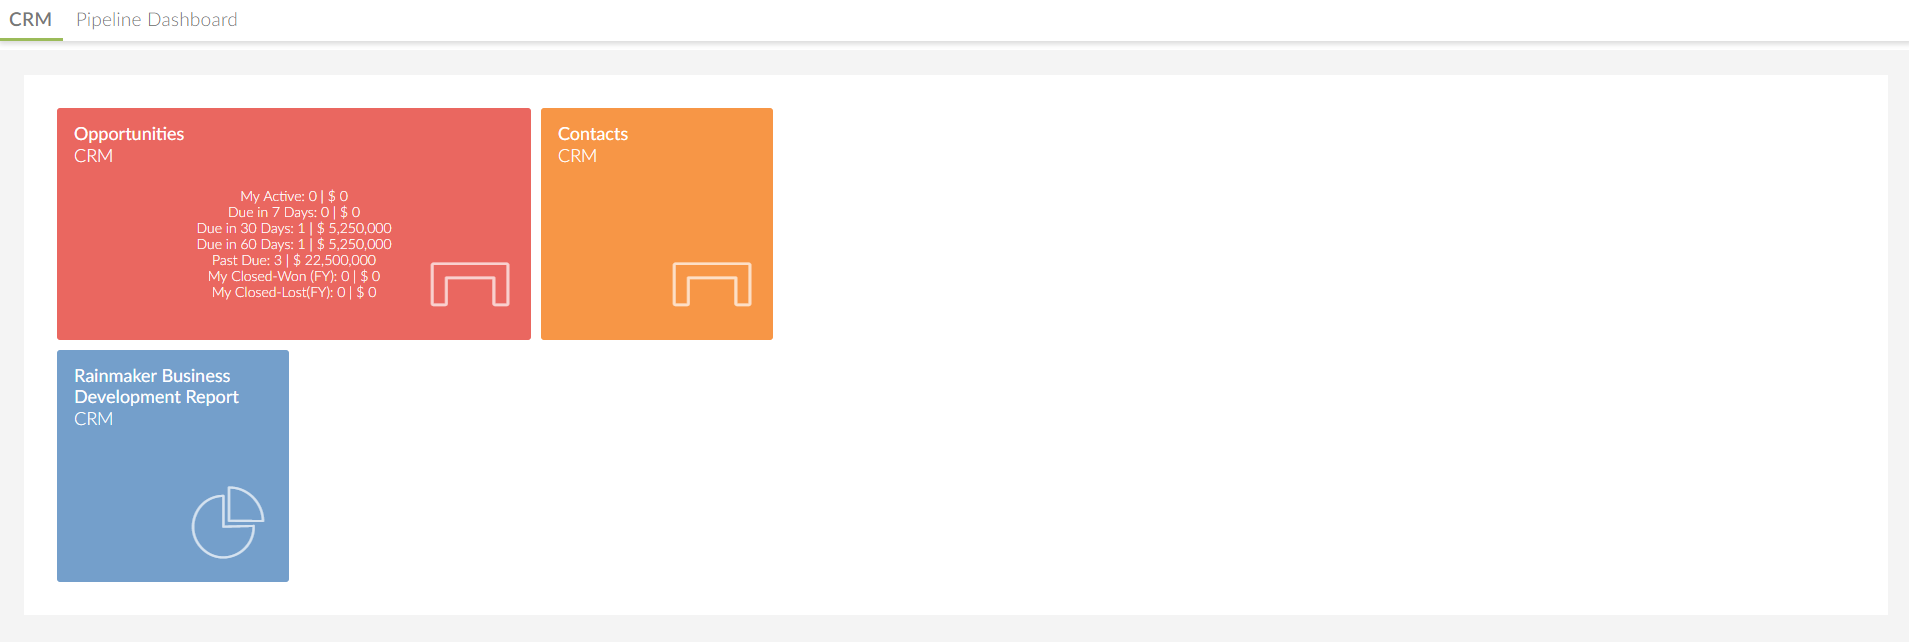 CRM Pipeline Dashboard
Opportunities
CRM
My Active: 0 | $ 0
Due in 7 Days: 0 | $ 0
Due in 30 Days: 1 | $ 5,250,000
Due in 60 Days: 1 | $ 5,250,000
Past Due: 3 | $ 22,500,000
My Closed-Won (FY): 0 | $ 0
My Closed-Lost(FY): 0 | $ 0
Contacts
CRM
Rainmaker Business
Development Report
CRM